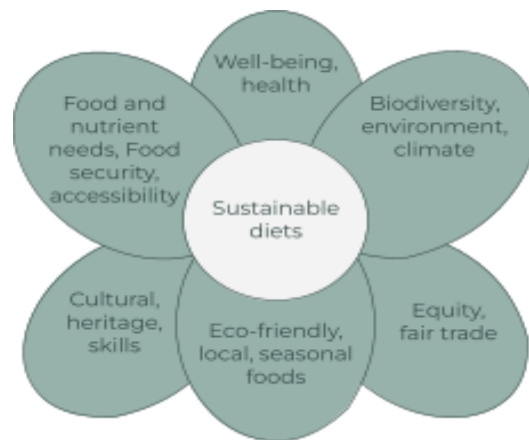 Well-being,
health
Food and
nutrient
needs, Food
security,
accessibility
Biodiversity,
environment,
climate
Sustainable
diets
Cultural,
heritage,
skills
Eco-friendly,
local, seasonal
foods
Equity,
fair trade